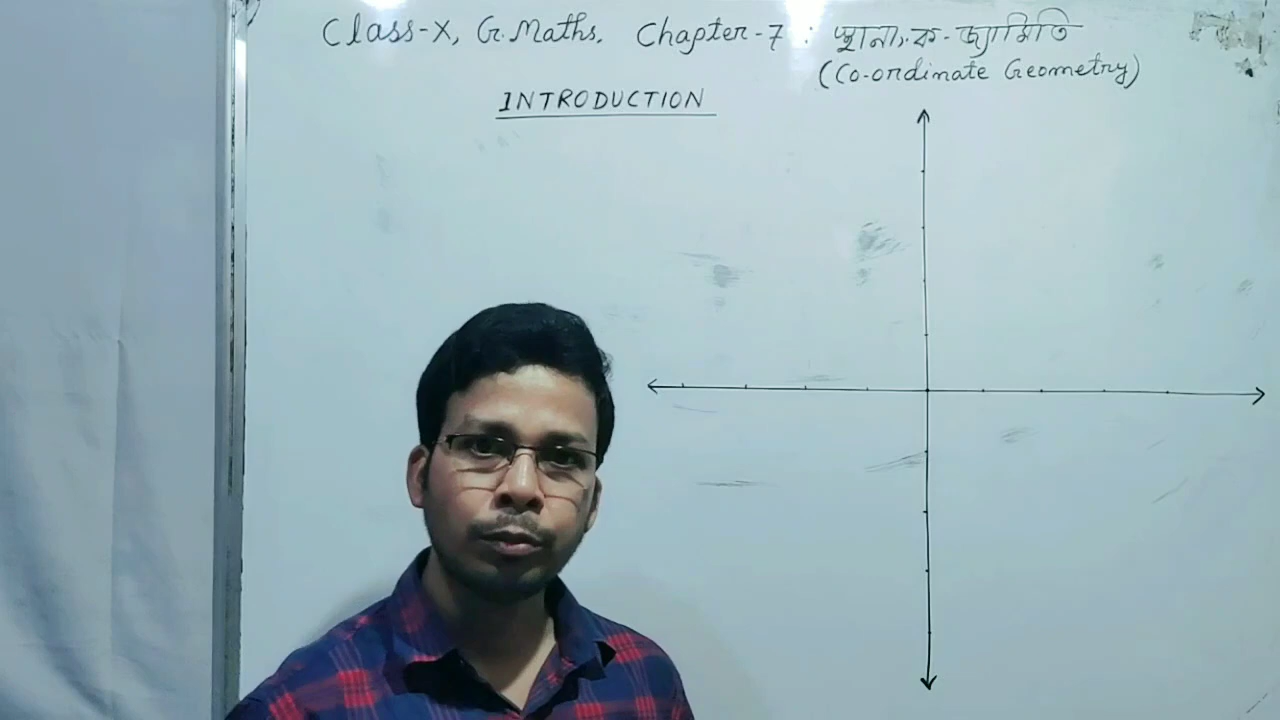 Class-X, G.Maths. Chapter-7 : স্থানাংক-জ্যামিতি
(Co-ordinate Geometry)
INTRODUCTION